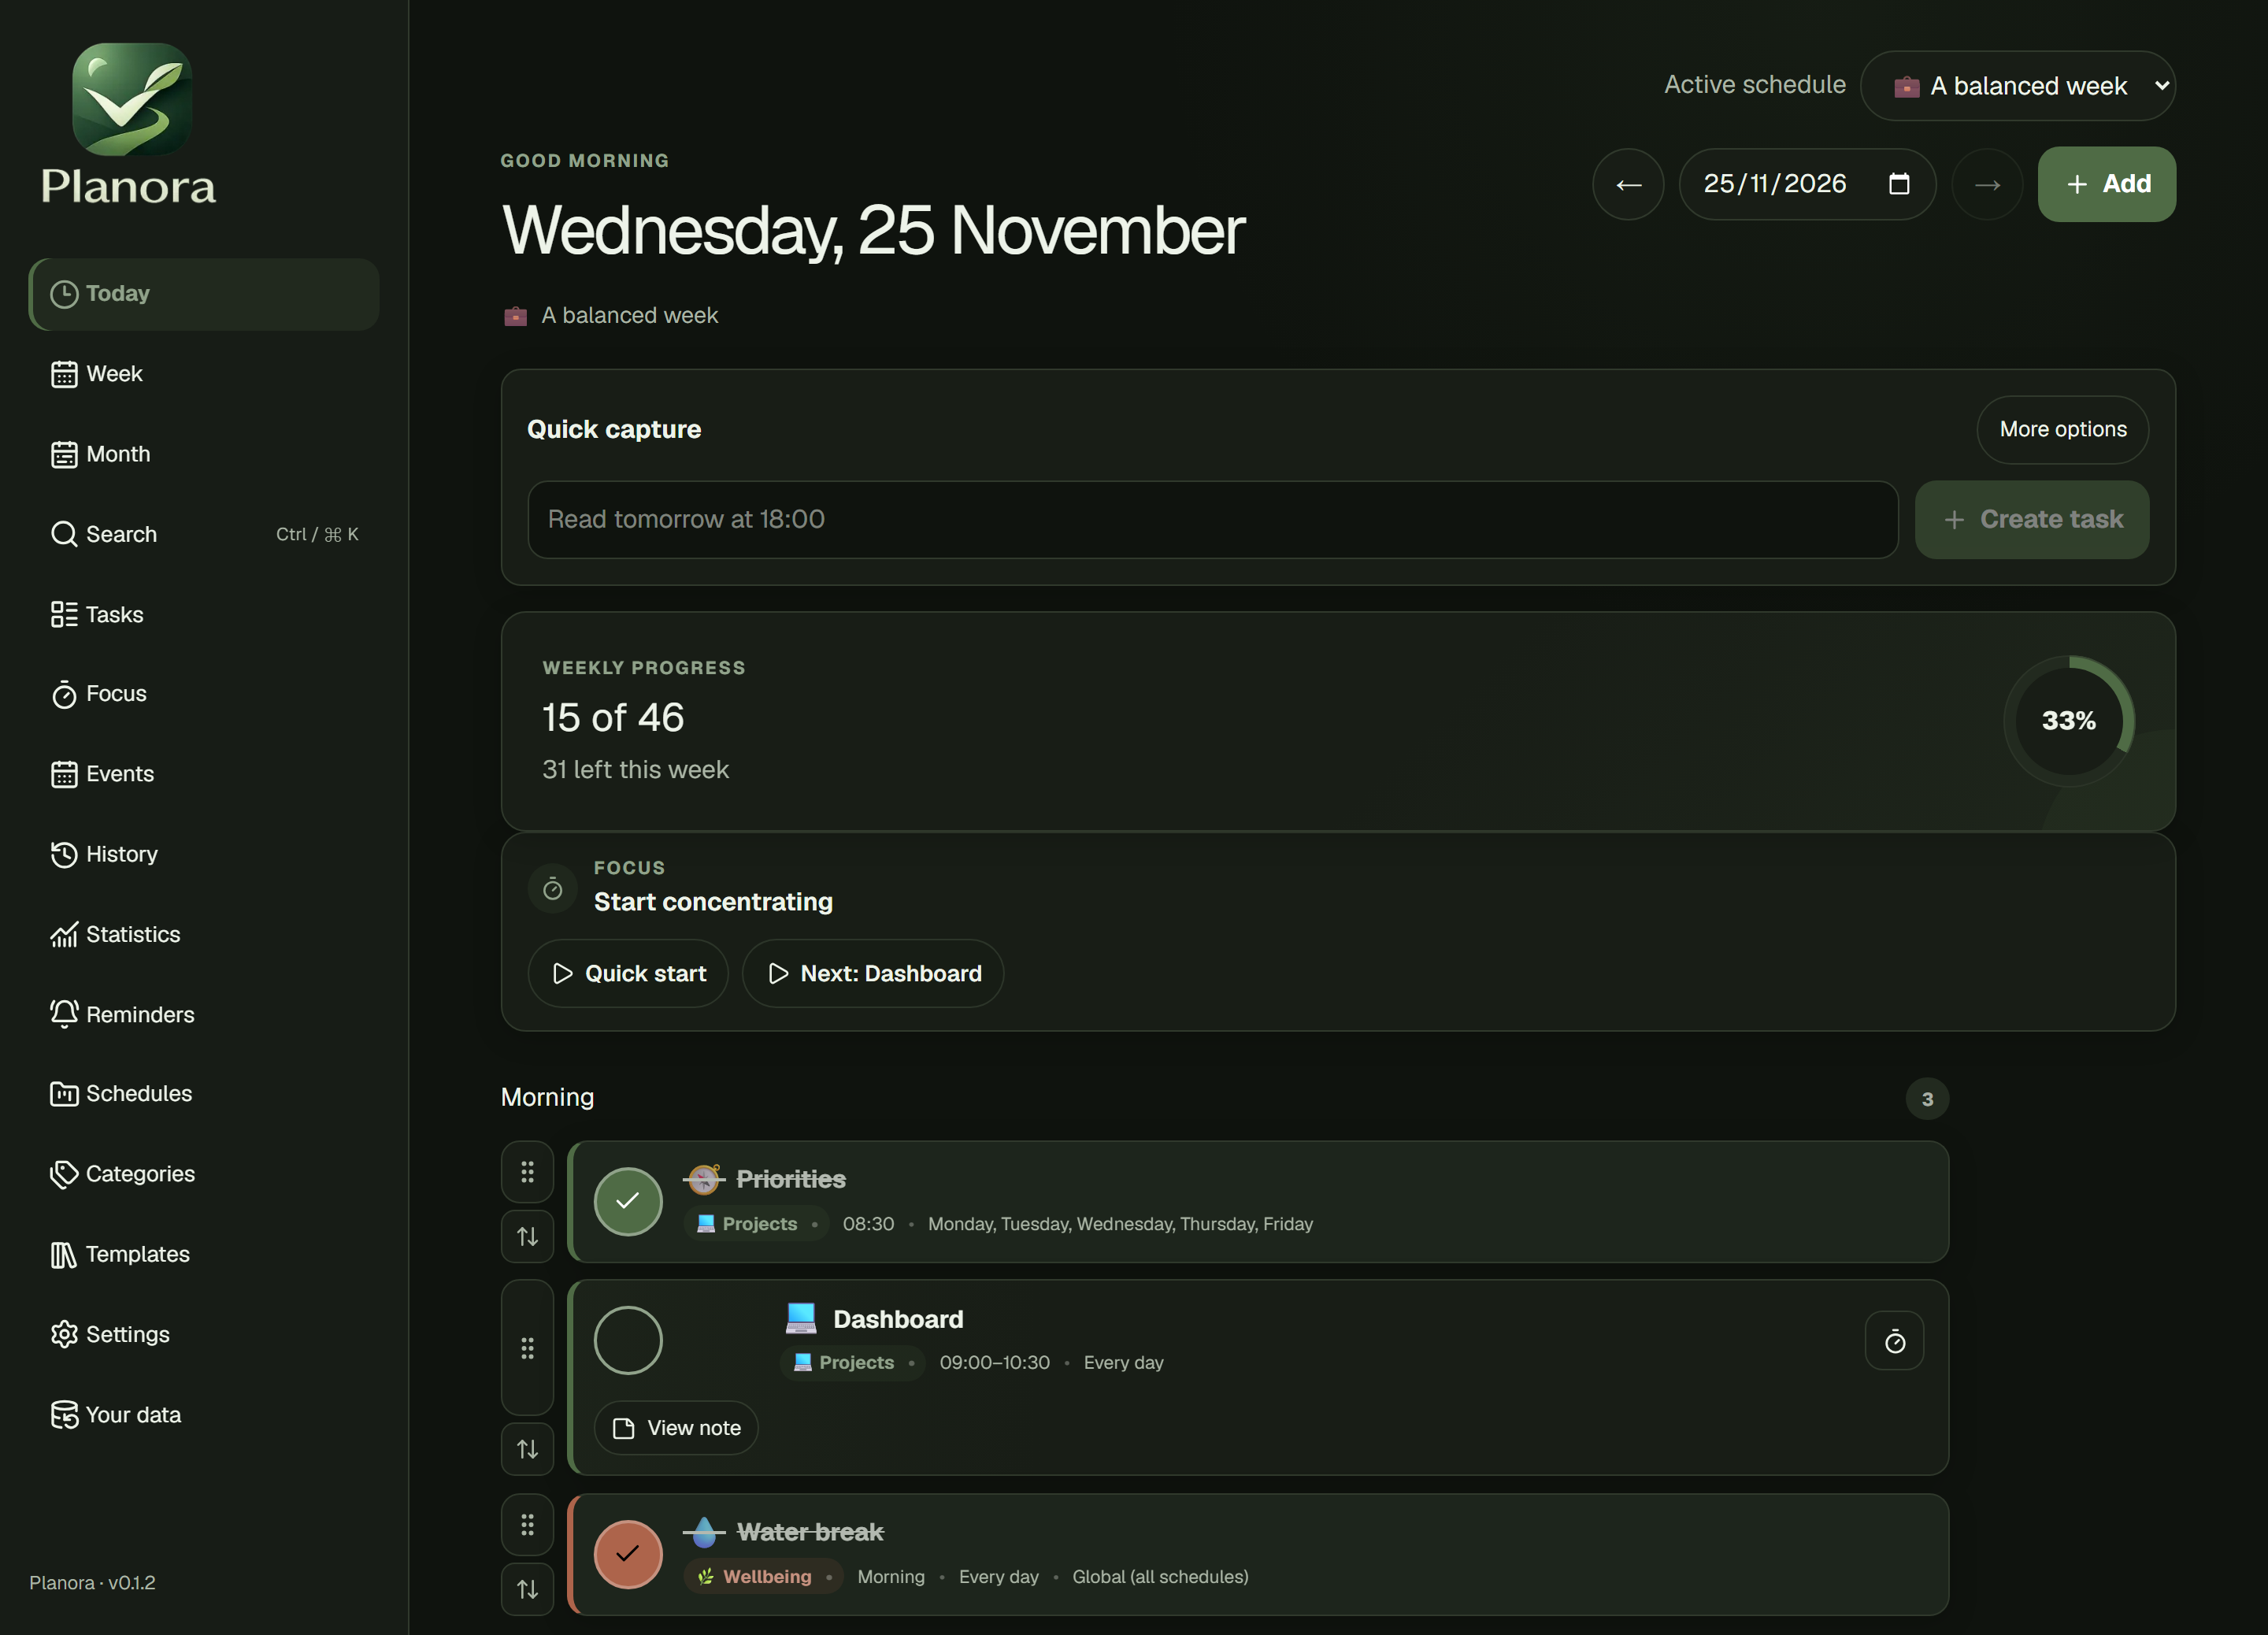 Planora
Today
Week
Month
Search Ctrl / ⌘ K
Tasks
Focus
Events
History
Statistics
Reminders
Schedules
Categories
Templates
Settings
Your data
Planora · v0.1.2
Active schedule A balanced week
GOOD MORNING
Wednesday, 25 November
← 25/11/2026 → + Add
A balanced week
Quick capture
More options
Read tomorrow at 18:00
+ Create task
WEEKLY PROGRESS
15 of 46
31 left this week
33%
FOCUS
Start concentrating
Quick start
Next: Dashboard
Morning 3
Priorities
Projects • 08:30 • Monday, Tuesday, Wednesday, Thursday, Friday
Dashboard
Projects • 09:00–10:30 • Every day
View note
Water break
Wellbeing • Morning • Every day • Global (all schedules)